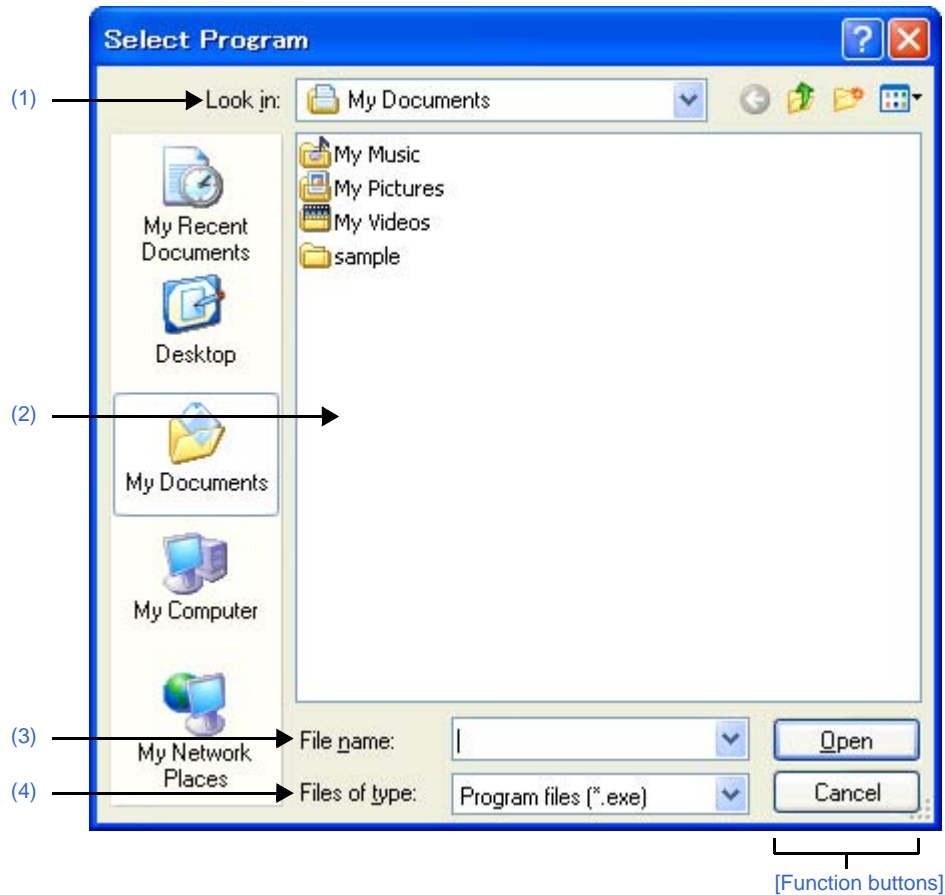 Select Program
?
(1)
Look in:
My Documents
My Music
My Pictures
My Videos
sample
My Recent
Documents
Desktop
(2)
My Documents
My Computer
My Network
Places
(3)
File name:
Open
(4)
Files of type:
Program files (*.exe)
Cancel
[Function buttons]